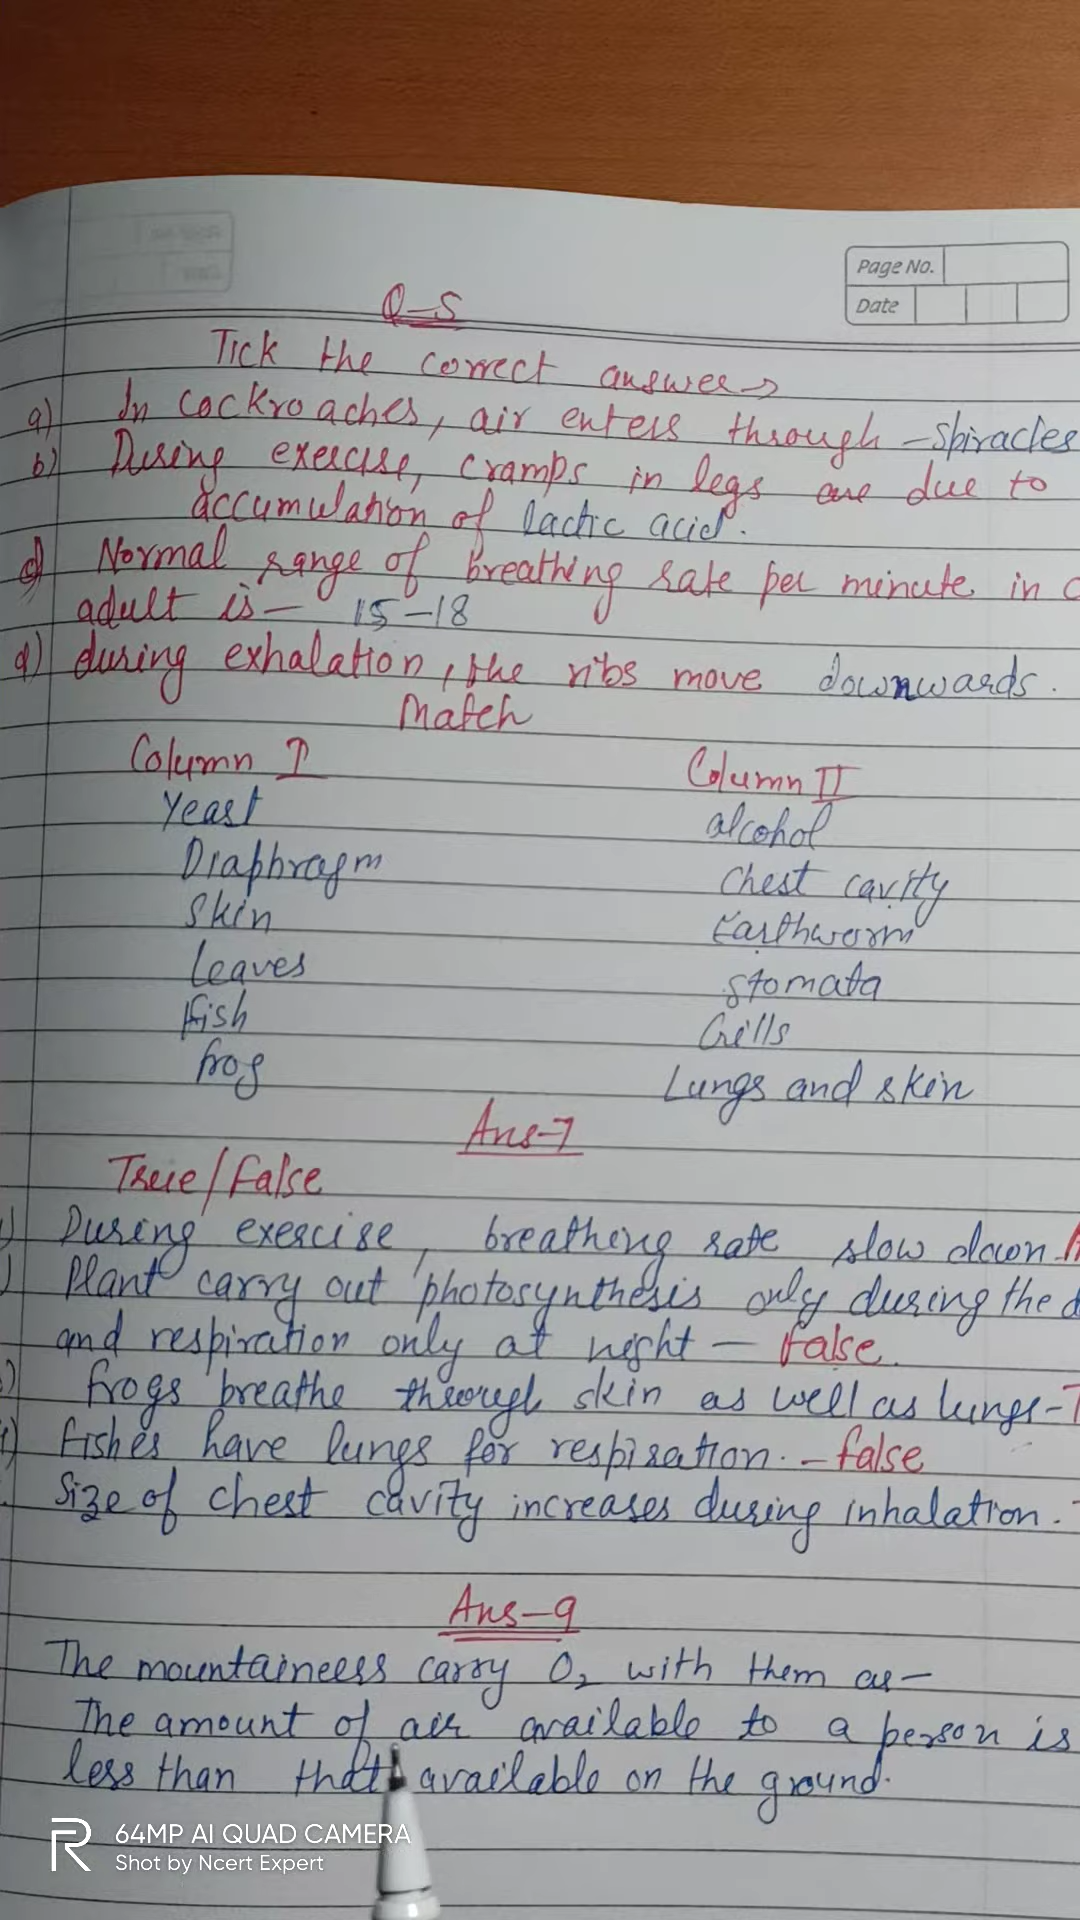 Page No.
Date
Q-5
Tick the correct answer→
a) In cockroaches, air enters through - Spiracles
b) During exercise, cramps in legs are due to
accumulation of lactic acid.
c) Normal range of breathing rate per minute in
adult is - 15-18
d) during exhalation, the ribs move downwards.
Match
Column I Column II
Yeast alcohol
Diaphragm Chest cavity
Skin Earthworm
Leaves Stomata
Fish Gills
frog Lungs and skin
Ans-7
True/False
During exercise, breathing rate slow down.
Plant carry out photosynthesis only during the
and respiration only at night - False.
frogs breathe through skin as well as lungs-
Fishes have lungs for respiration. - false
Size of chest cavity increases during inhalation.
Ans-9
The mountaineers carry O₂ with them as-
The amount of air available to a person is
less than that available on the ground.
R
64MP AI QUAD CAMERA
Shot by Ncert Expert